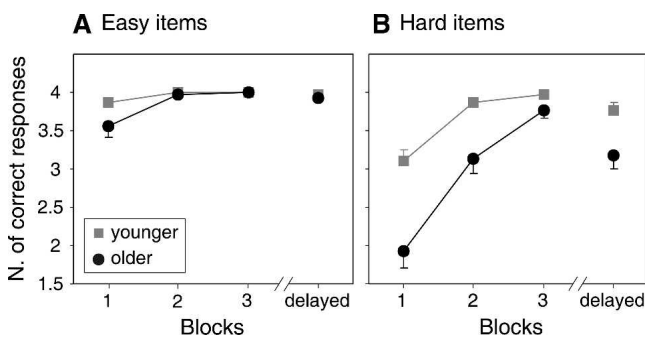 A Easy items
B Hard items
N. of correct responses
4
3.5
3
2.5
2
1.5
younger
older
1 2 3 delayed
Blocks
1 2 3 delayed
Blocks